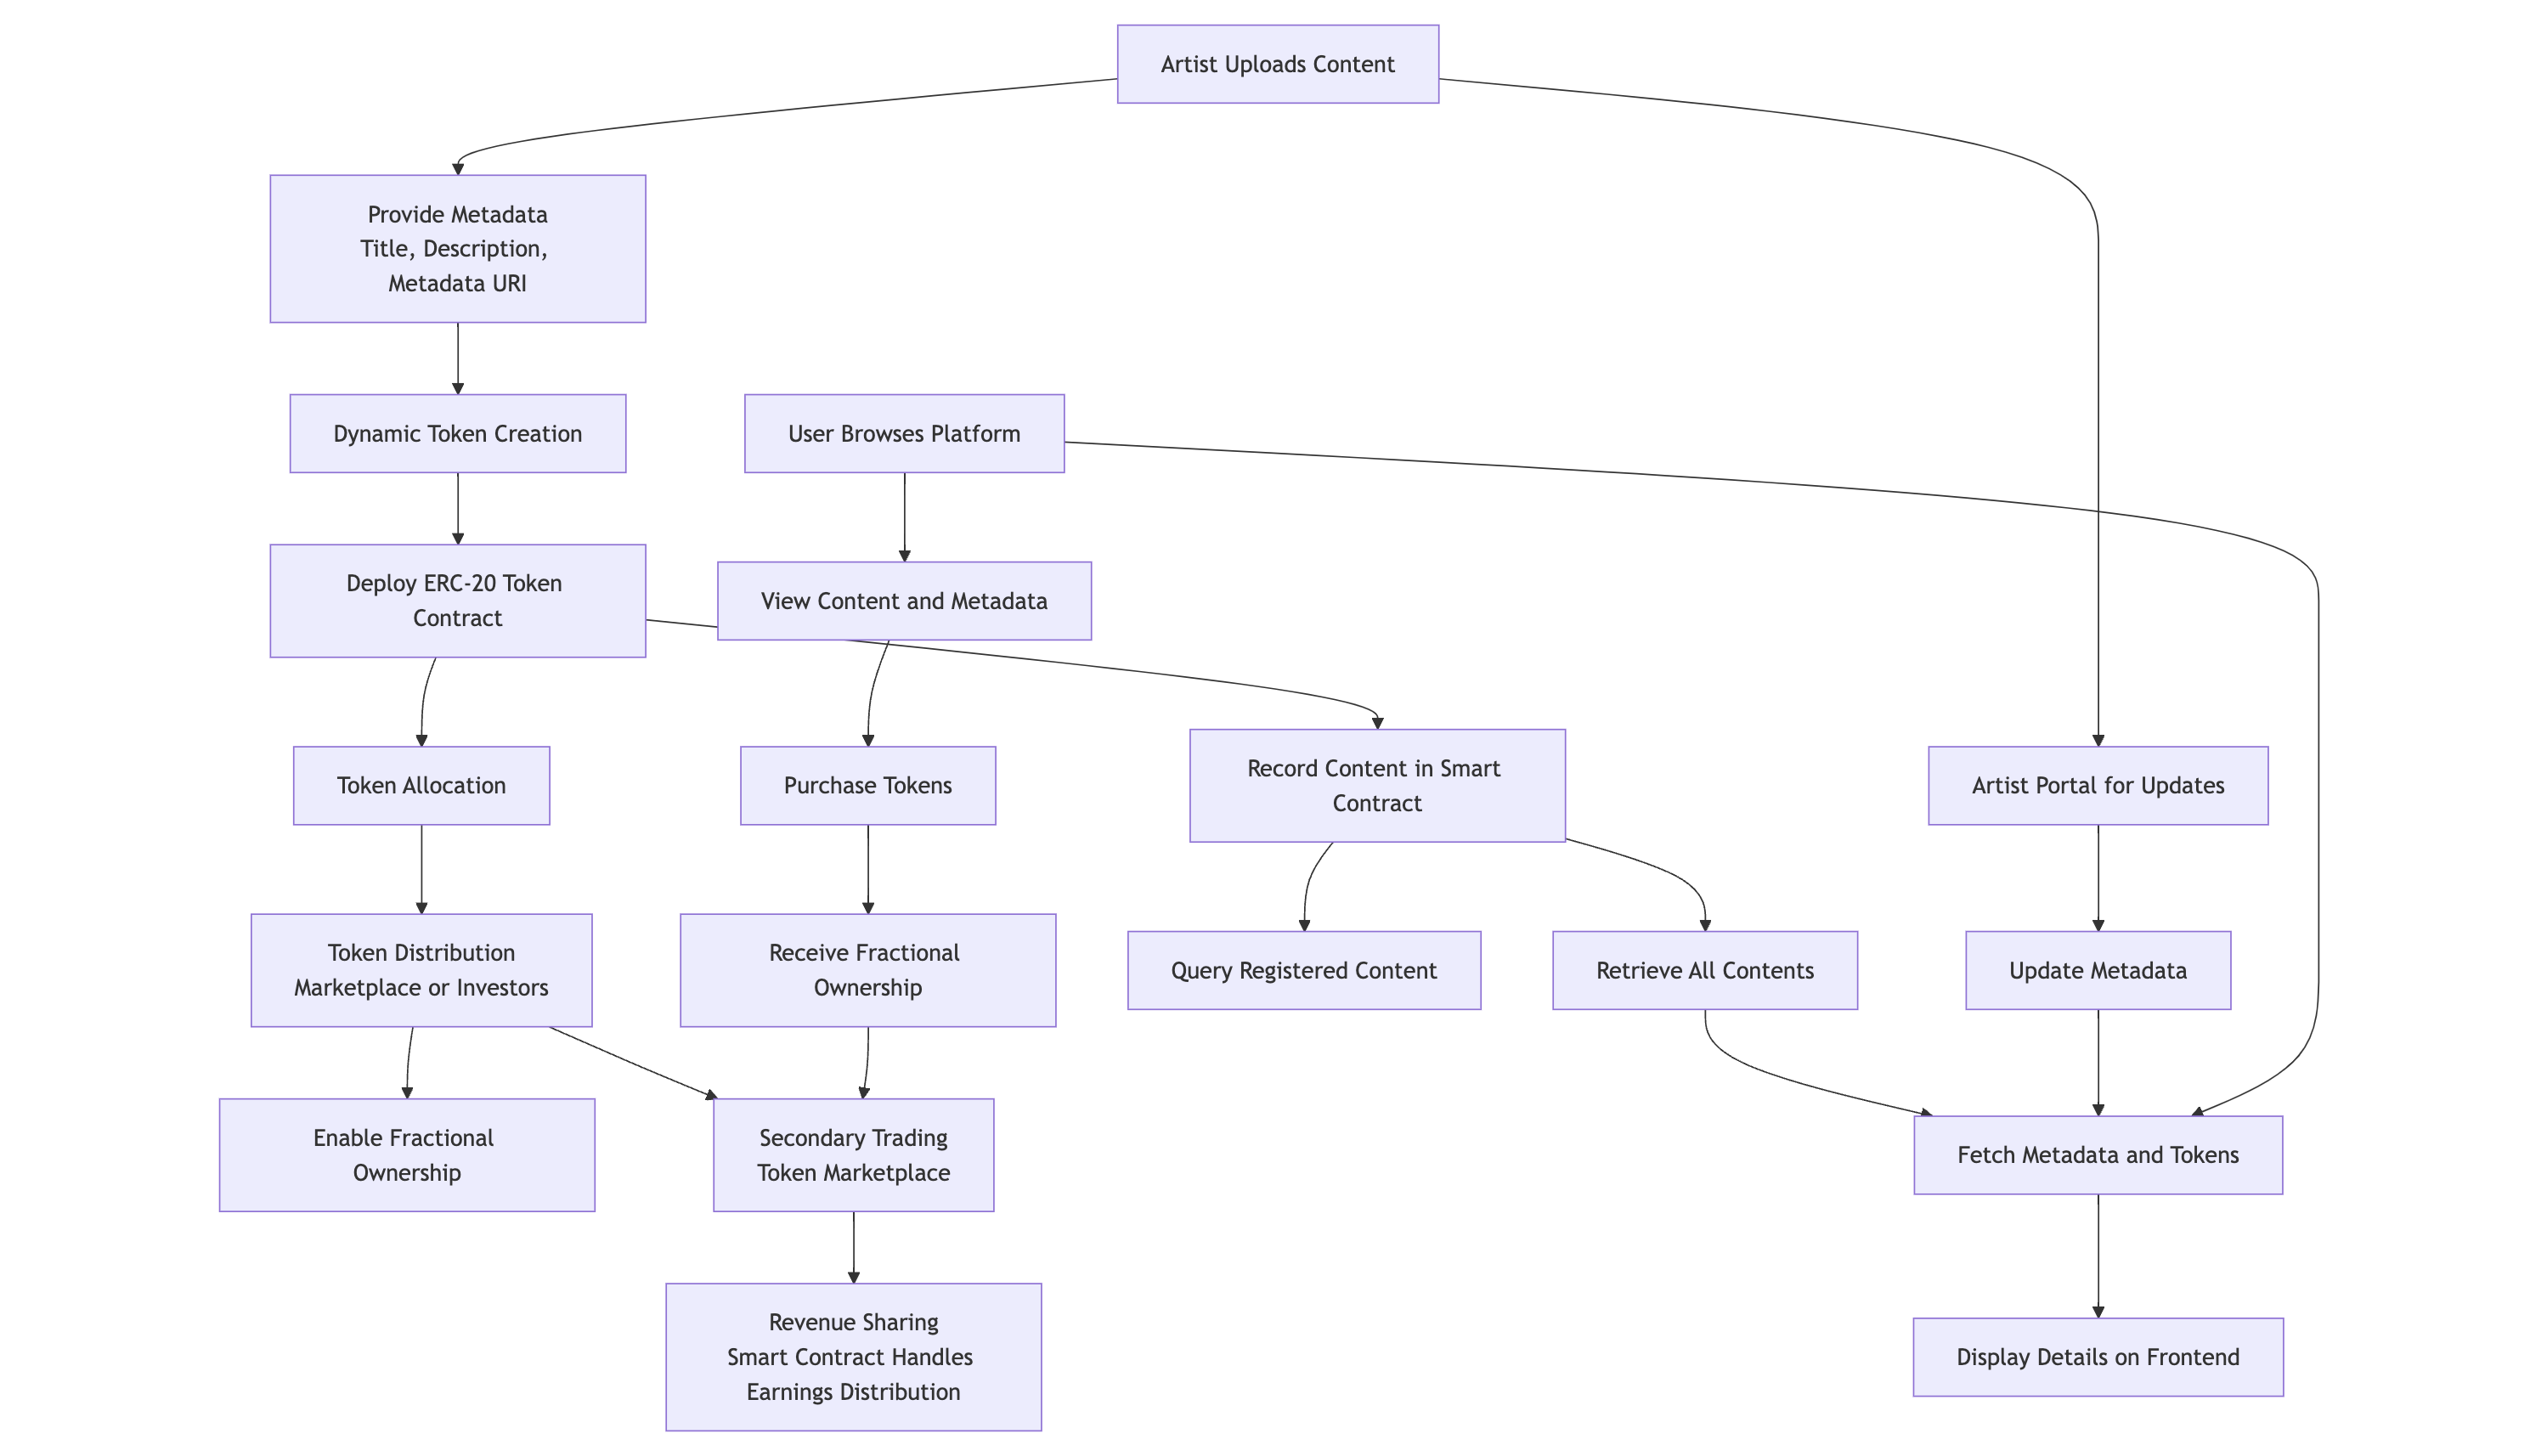 Artist Uploads Content
Provide Metadata
Title, Description,
Metadata URI
Dynamic Token Creation
User Browses Platform
Deploy ERC-20 Token
Contract
View Content and Metadata
Token Allocation
Purchase Tokens
Record Content in Smart
Contract
Artist Portal for Updates
Token Distribution
Marketplace or Investors
Receive Fractional
Ownership
Query Registered Content
Retrieve All Contents
Update Metadata
Enable Fractional
Ownership
Secondary Trading
Token Marketplace
Fetch Metadata and Tokens
Revenue Sharing
Smart Contract Handles
Earnings Distribution
Display Details on Frontend